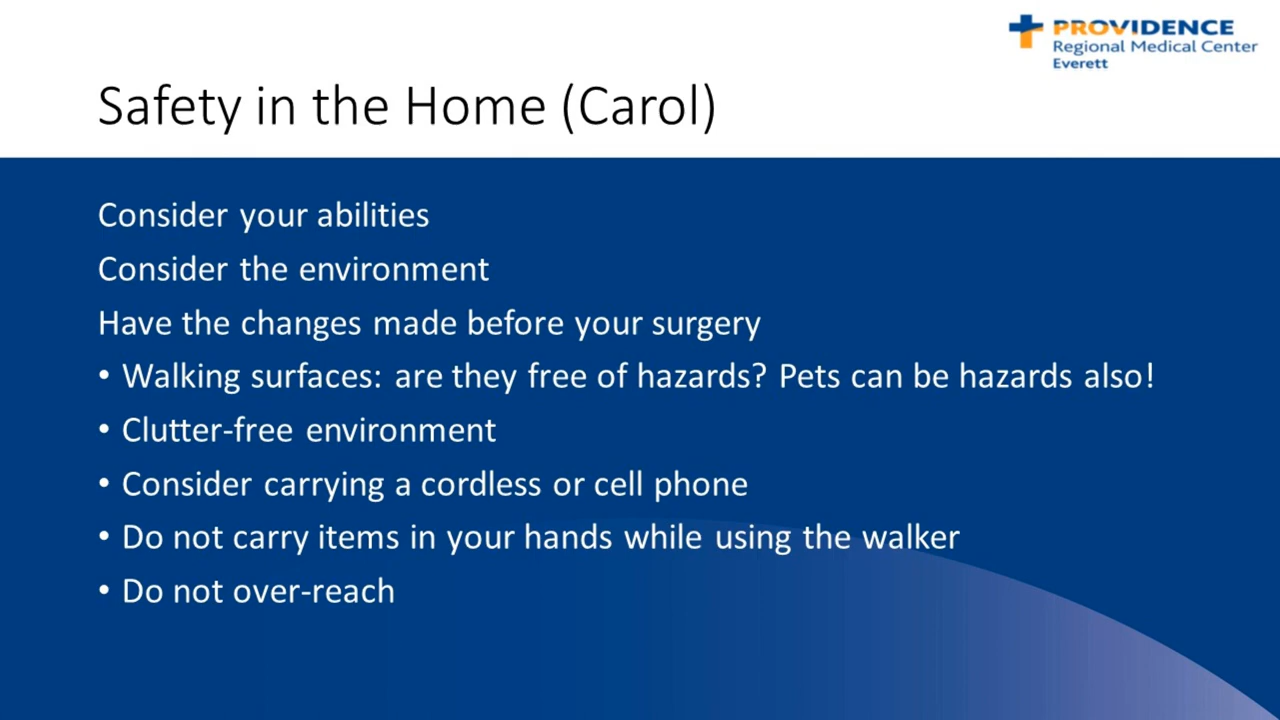 PROVIDENCE
Regional Medical Center
Everett
Safety in the Home (Carol)
Consider your abilities
Consider the environment
Have the changes made before your surgery
• Walking surfaces: are they free of hazards? Pets can be hazards also!
• Clutter-free environment
• Consider carrying a cordless or cell phone
• Do not carry items in your hands while using the walker
• Do not over-reach